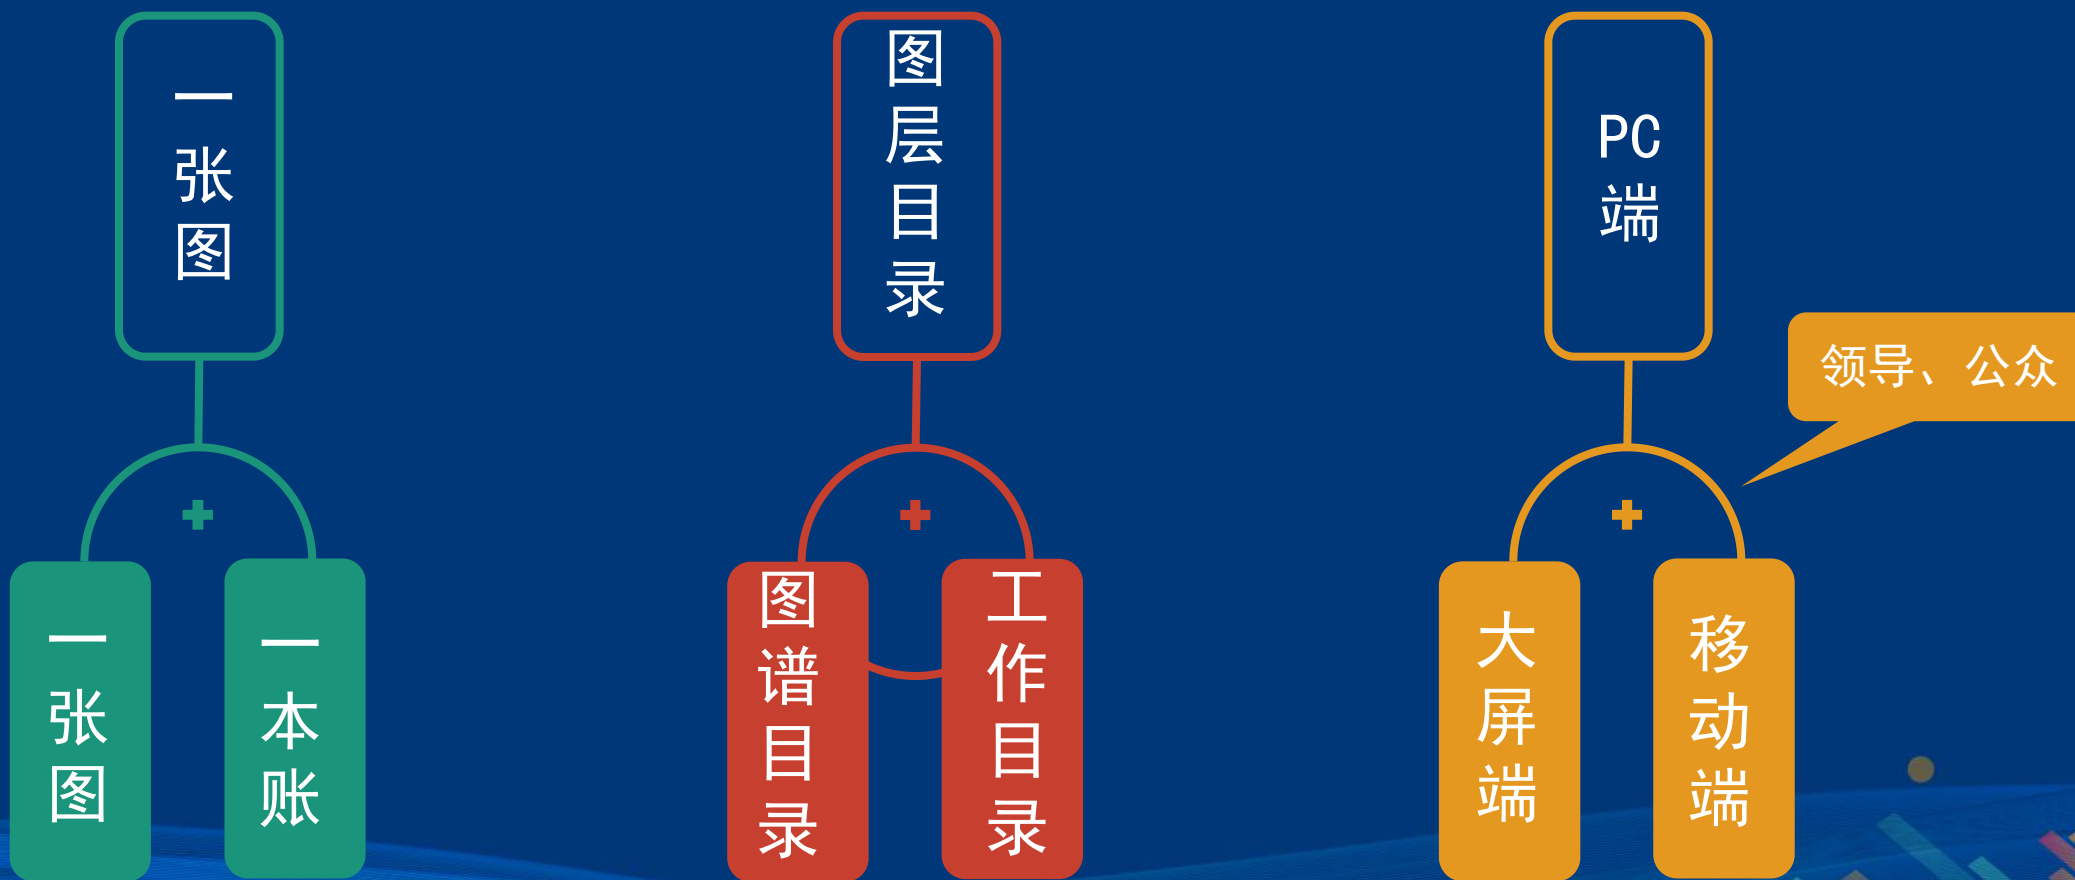 一张图
图层目录
PC端
领导、公众
一张图
一本账
图谱目录
工作目录
大屏端
移动端